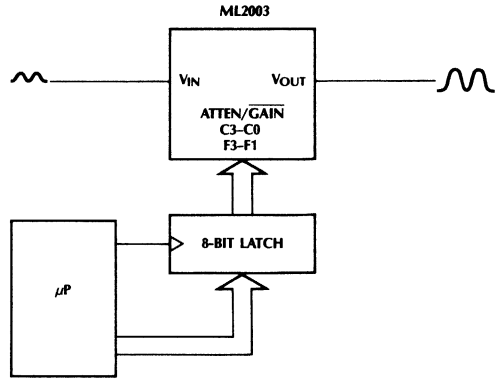 ML2003
VIN
VOUT
ATTEN/GAIN
C3–C0
F3–F1
8-BIT LATCH
μP